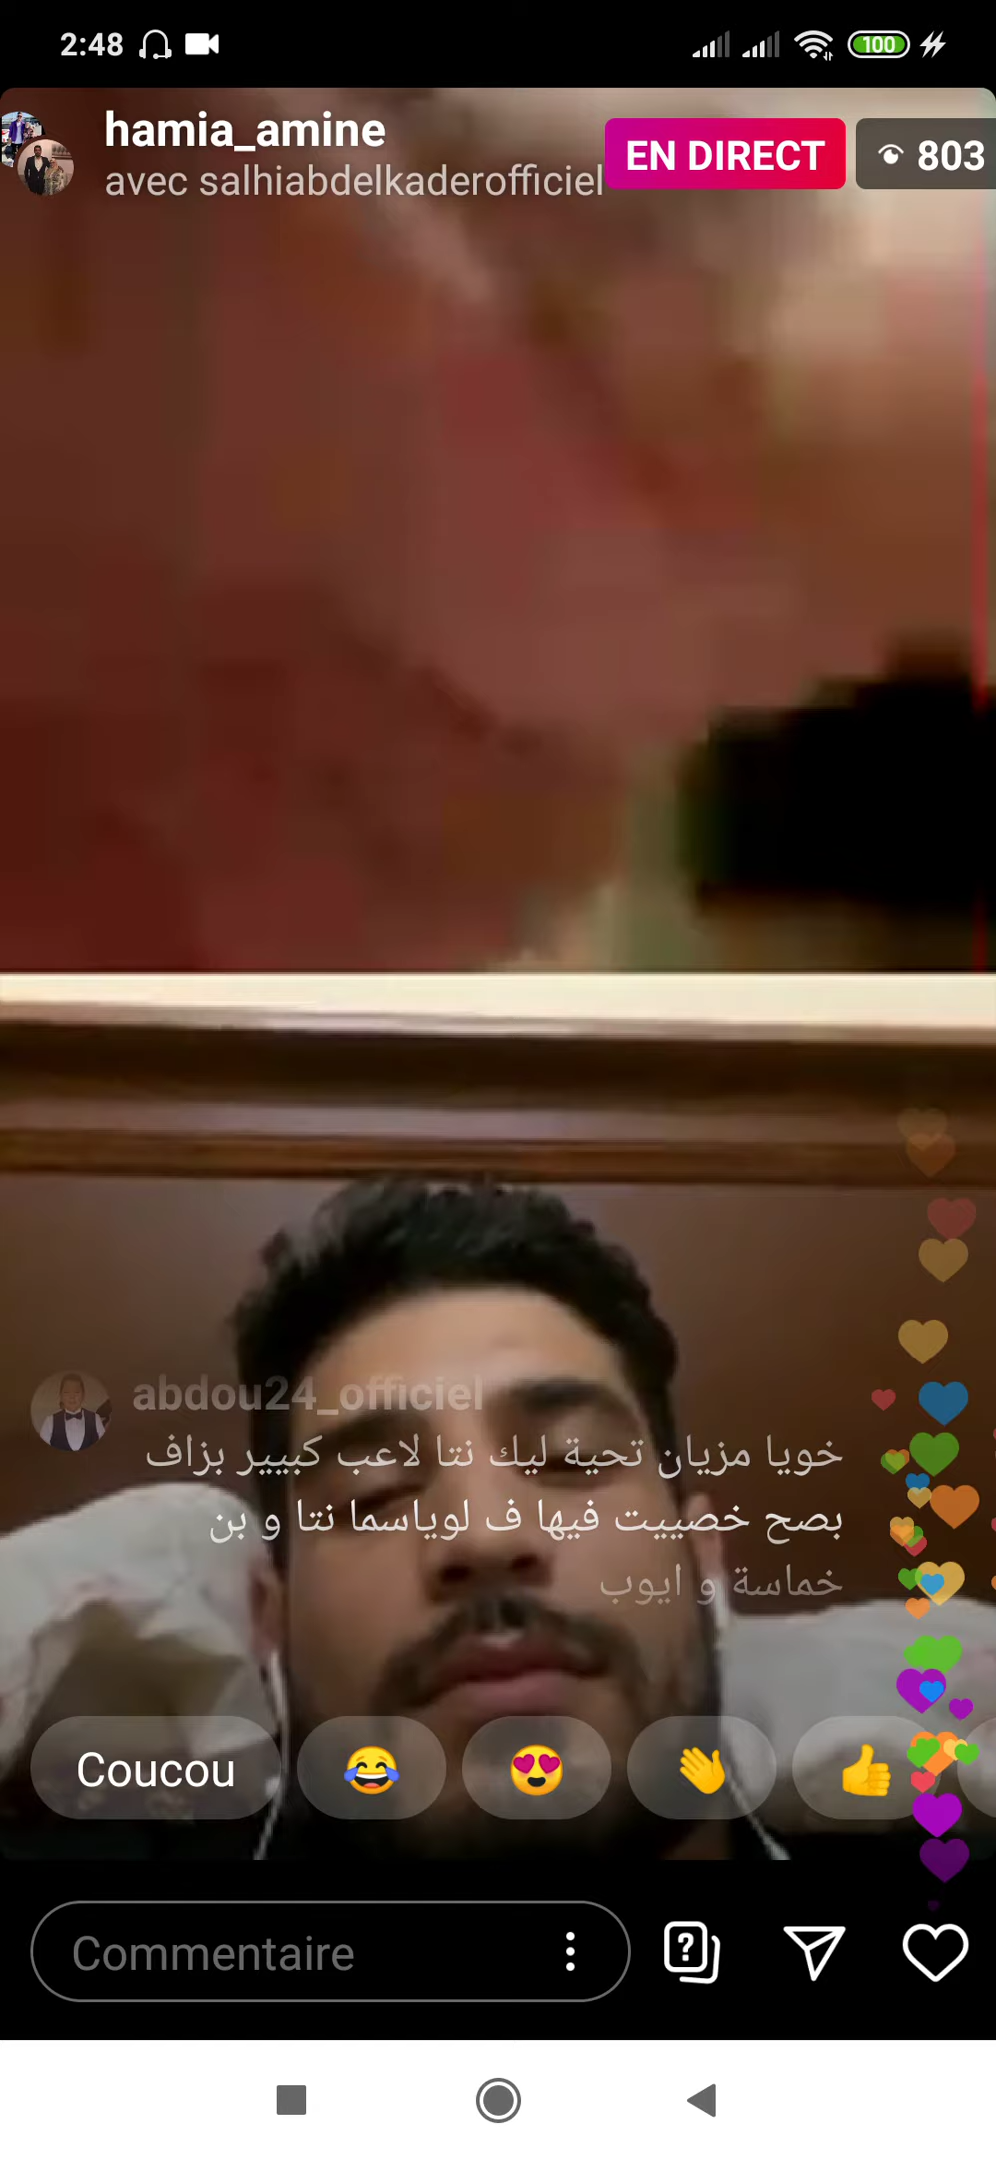 2:48
100
hamia_amine
avec salhiabdelkaderofficiel
EN DIRECT
803
abdou24_officiel
خويا مزيان تحية ليك نتا لاعب كبيير بزاف
بصح خصييت فيها ف لوياسما نتا و بن
خماسة و ايوب
Coucou
Commentaire